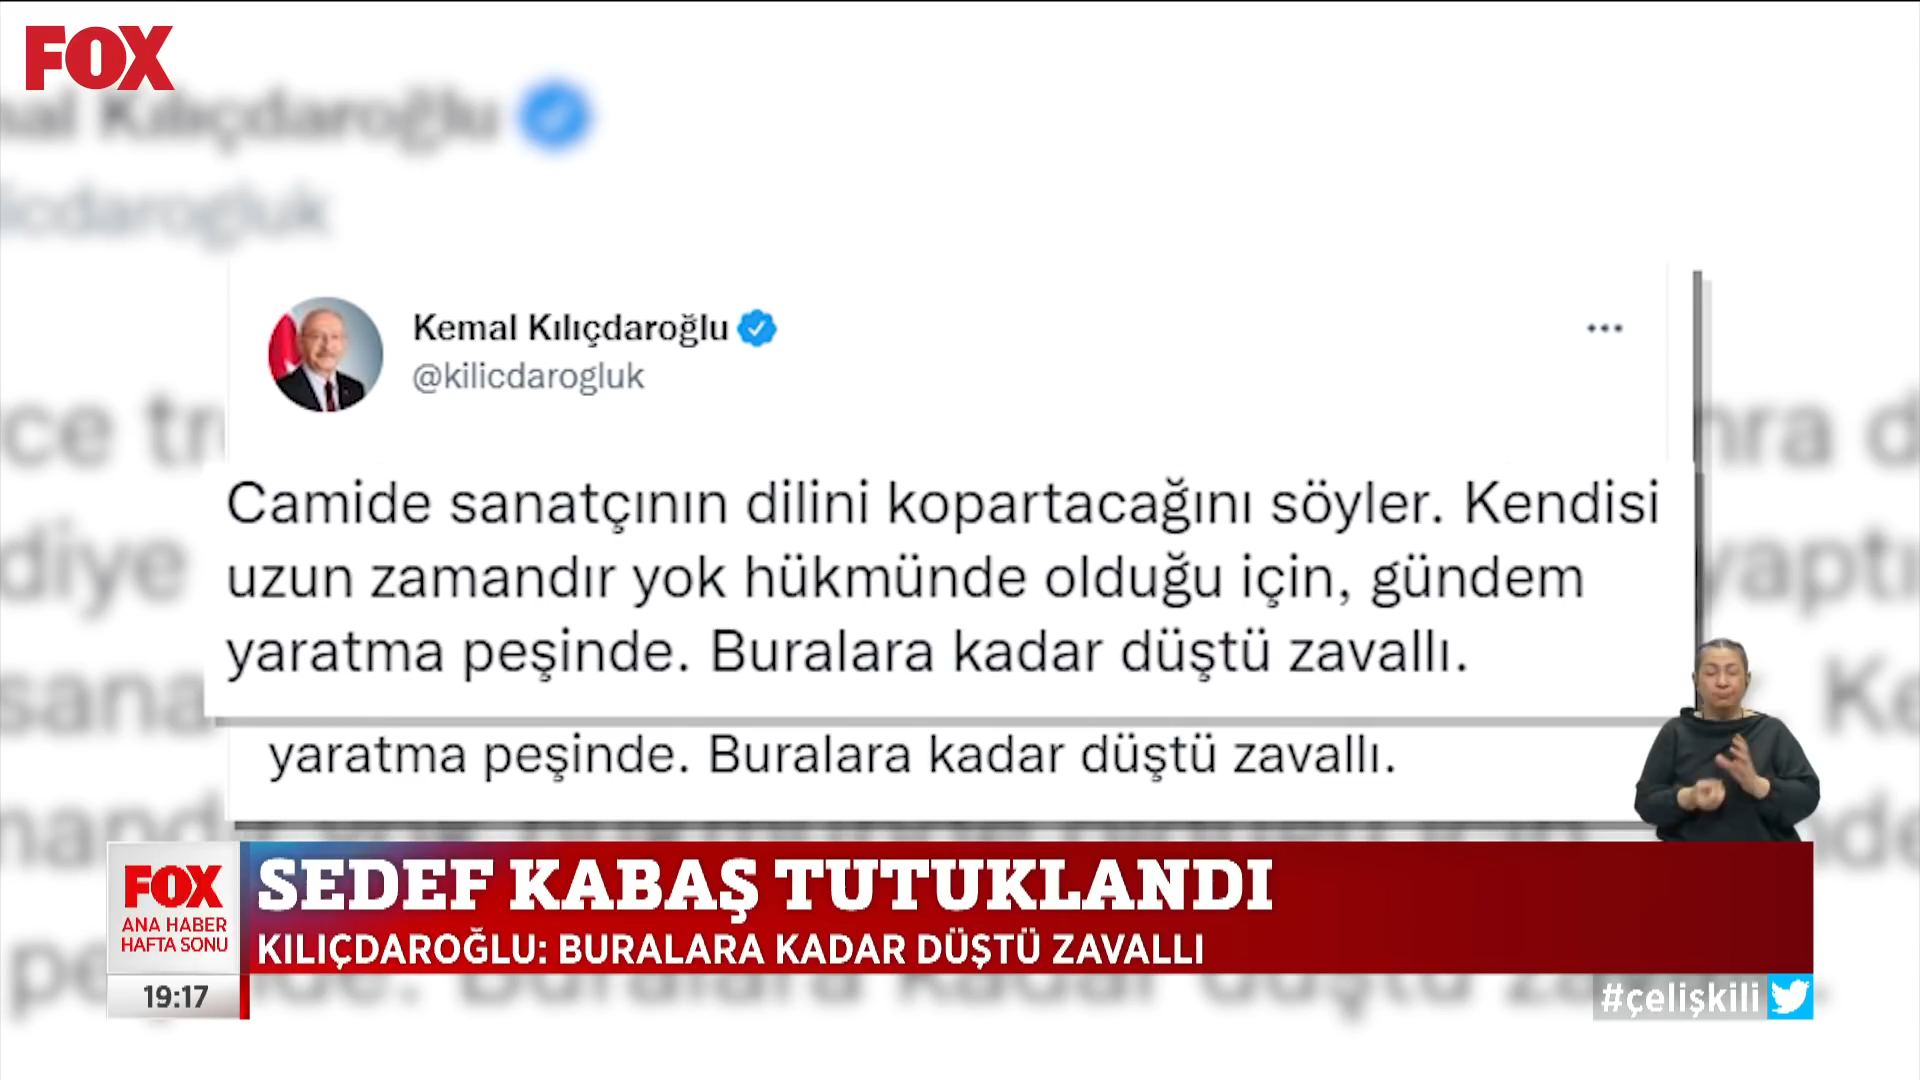 FOX
Kılıçdaroğlu
Kemal Kılıçdaroğlu
@kilicdarogluk
Camide sanatçının dilini kopartacağını söyler. Kendisi
uzun zamandır yok hükmünde olduğu için, gündem
yaratma peşinde. Buralara kadar düştü zavallı.
yaratma peşinde. Buralara kadar düştü zavallı.
FOX
ANA HABER
HAFTA SONU
SEDEF KABAŞ TUTUKLANDI
KILIÇDAROĞLU: BURALARA KADAR DÜŞTÜ ZAVALLI
19:17
#çelişkili